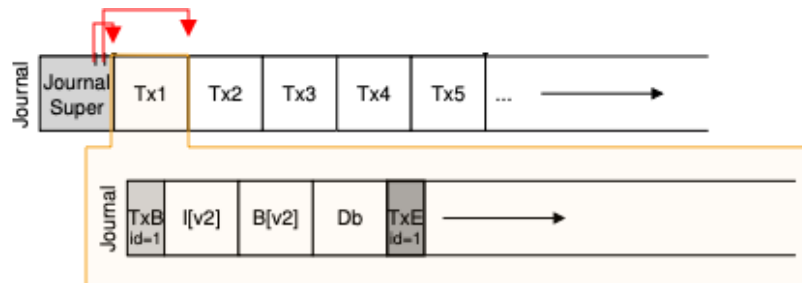 Journal
Journal
Super
Tx1
Tx2
Tx3
Tx4
Tx5
...
Journal
TxB
id=1
I[v2]
B[v2]
Db
TxE
id=1